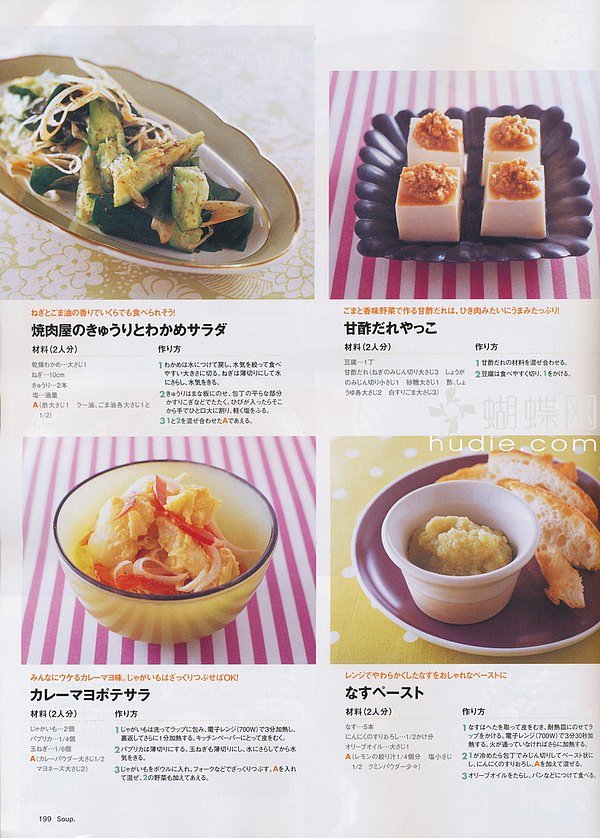 ねぎとごま油の香りでいくらでも食べられそう!
焼肉屋のきゅうりとわかめサラダ
材料(2人分)
乾燥わかめ…大さじ1
ねぎ…10cm
きゅうり…2本
塩…適量
A(酢大さじ1 ラー油、ごま油各大さじ1と
1/2)
作り方
1わかめは水につけて戻し、水気を絞って食べ
やすい大きさに切る。ねぎは薄切りにして水
にさらし、水気をきる。
2きゅうりはまな板にのせ、包丁の平らな部分
かすりこぎなどでたたく。ひびが入ったらそこ
から手でひと口大に割り、軽く塩をふる。
3 1と2を混ぜ合わせたAであえる。
ごまと香味野菜で作る甘酢だれは、ひき肉みたいにうまみたっぷり!
甘酢だれやっこ
材料(2人分)
豆腐…1丁
甘酢だれ(ねぎのみじん切り大さじ3 しょうが
のみじん切り小さじ1 砂糖大さじ1 酢、しょ
うゆ各大さじ2 白すりごま大さじ3)
作り方
1甘酢だれの材料を混ぜ合わせる。
2豆腐は食べやすく切り、1をかける。
蝴蝶网
hudie.com
みんなにウケるカレーマヨ味。じゃがいもはざっくりつぶせばOK!
カレーマヨポテサラ
材料(2人分)
じゃがいも…2個
パプリカ…1/4個
玉ねぎ…1/6個
A(カレーパウダー大さじ1/2
マヨネーズ大さじ2)
作り方
1じゃがいもは洗ってラップに包み、電子レンジ(700W)で3分加熱し、
裏返してさらに1分加熱する。キッチンペーパーにとって皮をむく。
2パプリカは薄切りにする。玉ねぎも薄切りにし、水にさらしてから水
気をきる。
3じゃがいもをボウルに入れ、フォークなどでざっくりつぶす。Aを入れ
て混ぜ、2の野菜も加えてあえる。
レンジでやわらかくしたなすをおしゃれなペーストに
なすペースト
材料(2人分)
なす…5本
にんにくのすりおろし…1/2かけ分
オリーブオイル…大さじ1
A(レモンの絞り汁1/4個分 塩小さじ
1/2 クミンパウダー少々)
作り方
1なすはへたを取って皮をむき、耐熱皿にのせてラッ
プをかける。電子レンジ(700W)で3分30秒加
熱する。火が通っていなければさらに加熱する。
2 1が冷めたら包丁でみじん切りしてペースト状に
し、にんにくのすりおろし、Aを加えて混ぜる。
3オリーブオイルをたらし、パンなどにつけて食べる。
199 Soup.